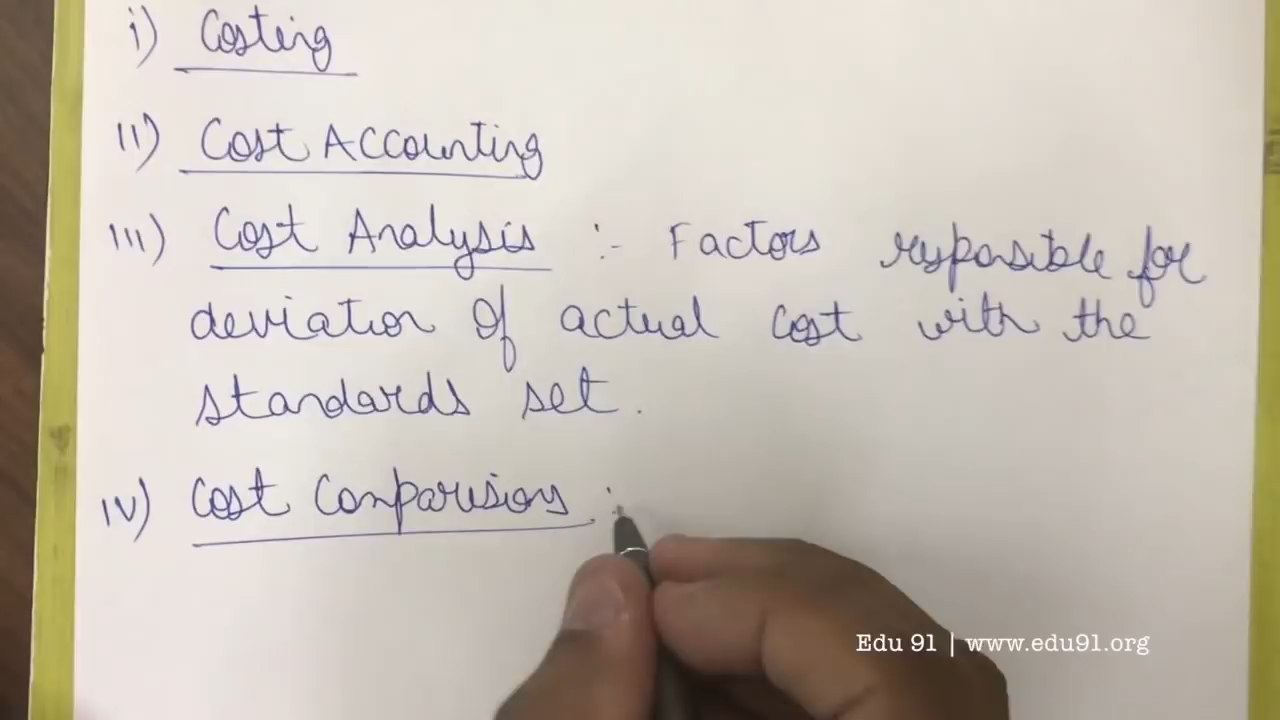 i) Costing
II) Cost Accounting
III) Cost Analysis :- Factors resposible for
deviation of actual cost with the
standards set.
IV) Cost Comparisions :
Edu 91 | www.edu91.org